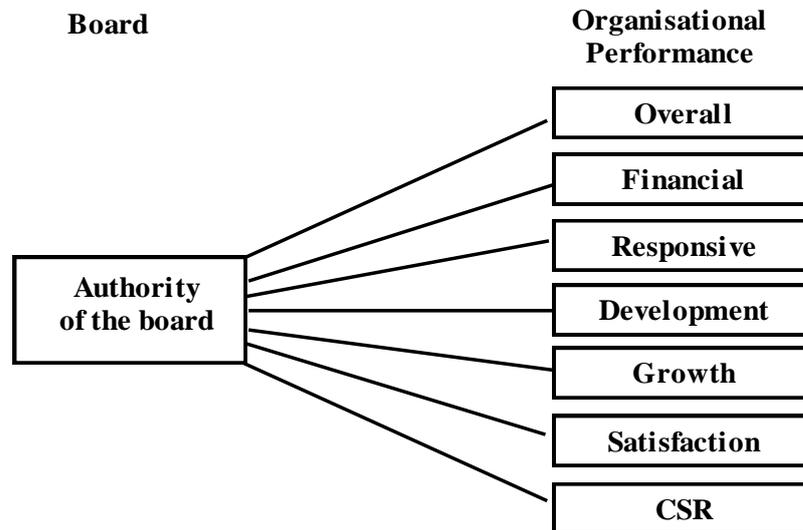 Board
Organisational
Performance
Overall
Financial
Responsive
Authority
of the board
Development
Growth
Satisfaction
CSR